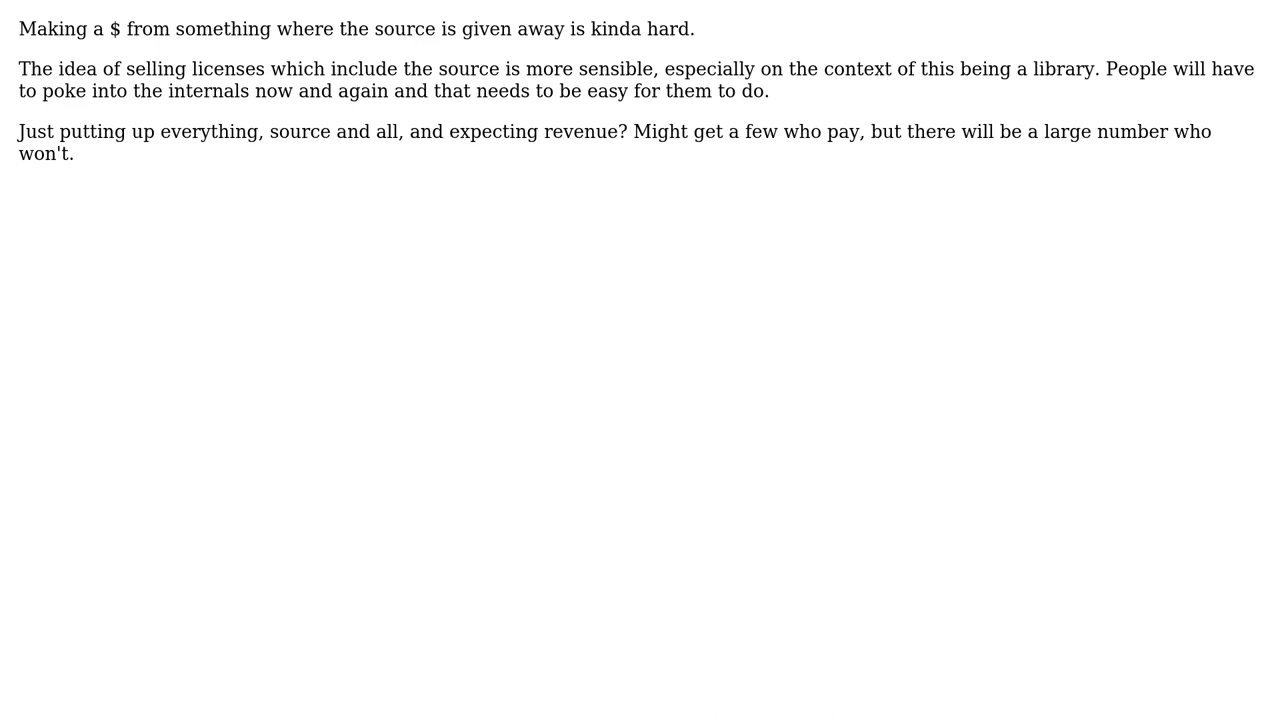 Making a $ from something where the source is given away is kinda hard.
The idea of selling licenses which include the source is more sensible, especially on the context of this being a library. People will have
to poke into the internals now and again and that needs to be easy for them to do.
Just putting up everything, source and all, and expecting revenue? Might get a few who pay, but there will be a large number who
won't.